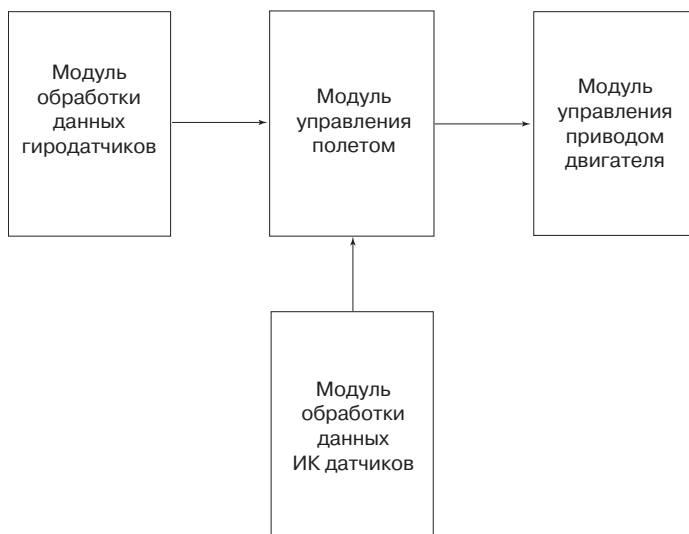 Модуль
обработки
данных
гиродатчиков
Модуль
управления
полетом
Модуль
управления
приводом
двигателя
Модуль
обработки
данных
ИК датчиков